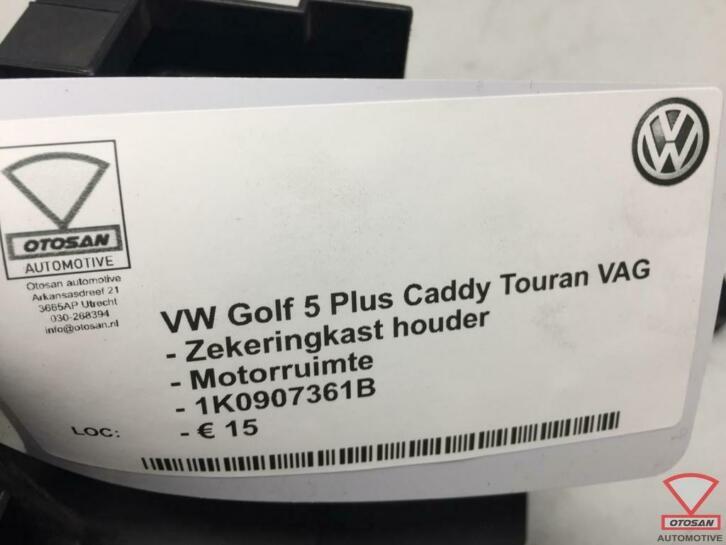 OTOSAN
AUTOMOTIVE
Otosan automotive
Arkansasdreef 21
3565AP Utrecht
030-268394
info@otosan.nl
VW Golf 5 Plus Caddy Touran VAG
- Zekeringkast houder
- Motorruimte
- 1K0907361B
LOC: - € 15
VW
OTOSAN
AUTOMOTIVE